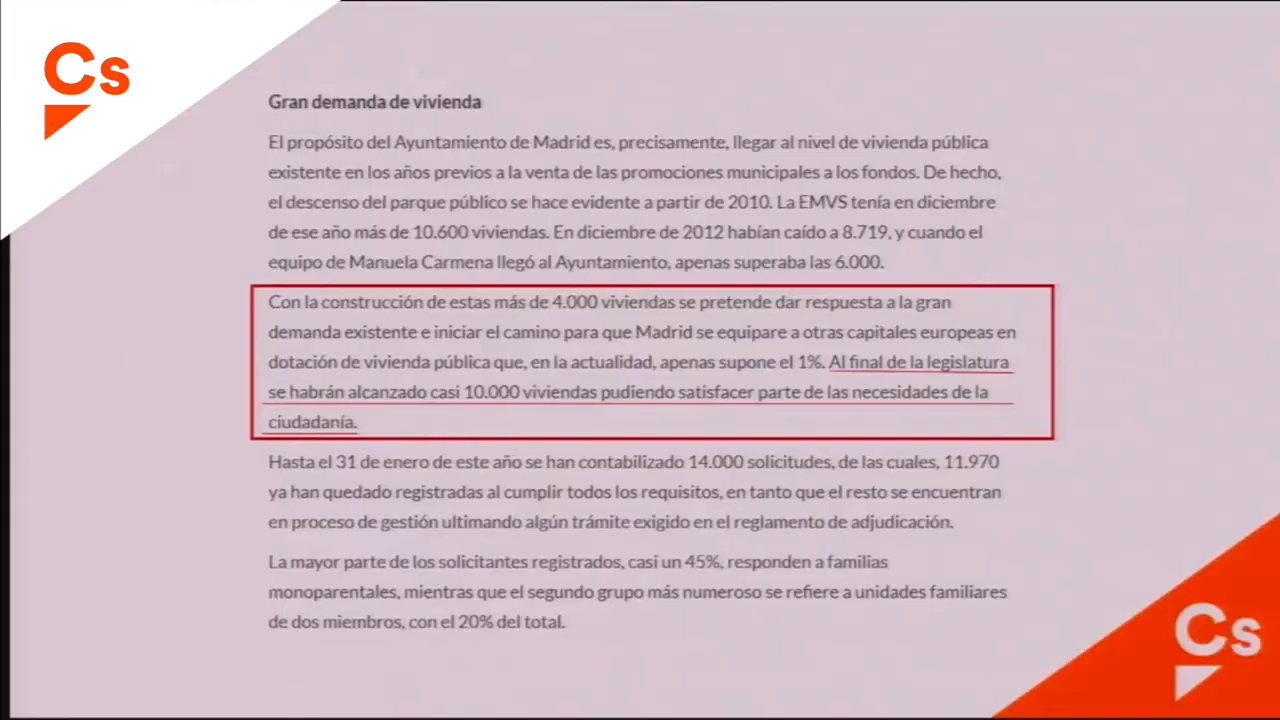 Cs
Gran demanda de vivienda
El propósito del Ayuntamiento de Madrid es, precisamente, llegar al nivel de vivienda pública
existente en los años previos a la venta de las promociones municipales a los fondos. De hecho,
el descenso del parque público se hace evidente a partir de 2010. La EMVS tenía en diciembre
de ese año más de 10.600 viviendas. En diciembre de 2012 habían caído a 8.719, y cuando el
equipo de Manuela Carmena llegó al Ayuntamiento, apenas superaba las 6.000.
Con la construcción de estas más de 4.000 viviendas se pretende dar respuesta a la gran
demanda existente e iniciar el camino para que Madrid se equipare a otras capitales europeas en
dotación de vivienda pública que, en la actualidad, apenas supone el 1%. Al final de la legislatura
se habrán alcanzado casi 10.000 viviendas pudiendo satisfacer parte de las necesidades de la
ciudadanía.
Hasta el 31 de enero de este año se han contabilizado 14.000 solicitudes, de las cuales, 11.970
ya han quedado registradas al cumplir todos los requisitos, en tanto que el resto se encuentran
en proceso de gestión ultimando algún trámite exigido en el reglamento de adjudicación.
La mayor parte de los solicitantes registrados, casi un 45%, responden a familias
monoparentales, mientras que el segundo grupo más numeroso se refiere a unidades familiares
de dos miembros, con el 20% del total.
Cs